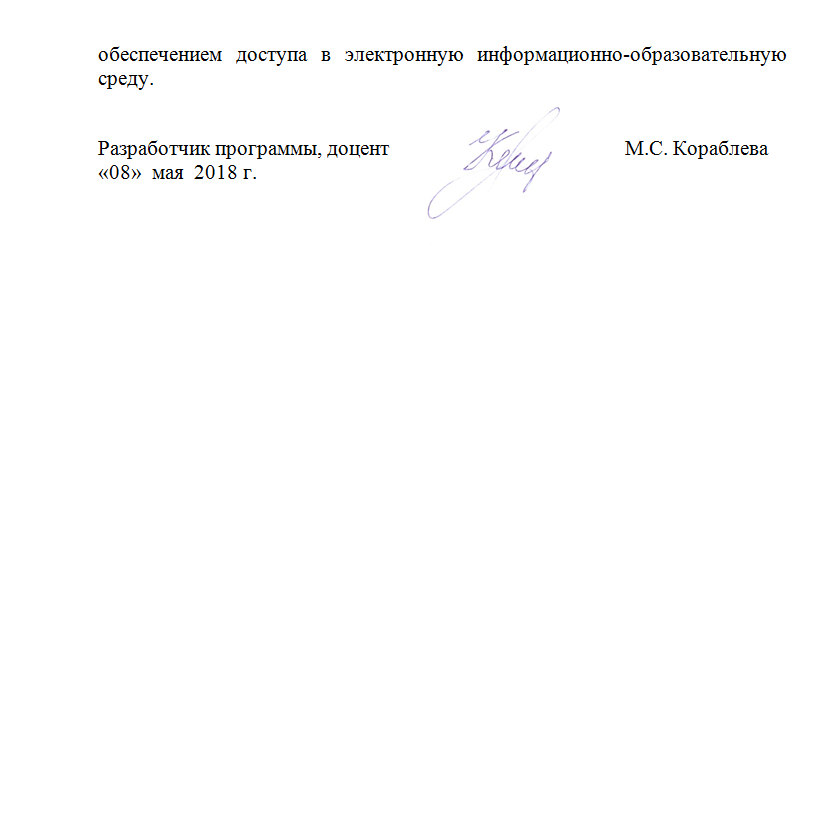 обеспечением доступа в электронную информационно-образовательную
среду.
Разработчик программы, доцент М.С. Кораблева
«08» мая 2018 г.